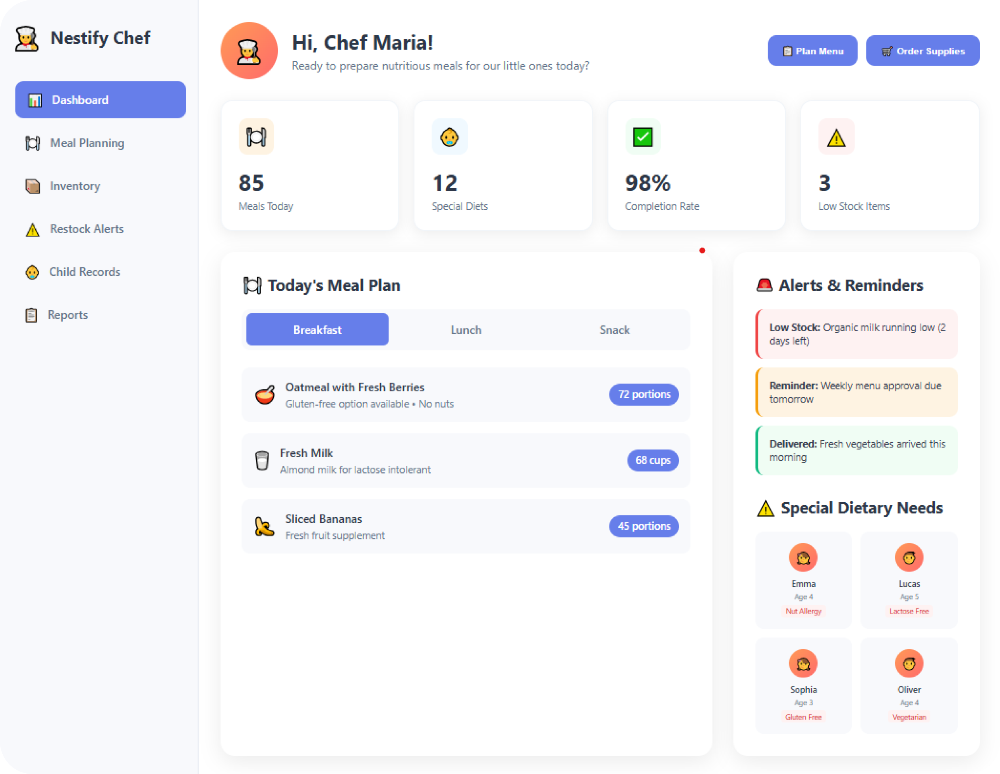 Nestify Chef
Dashboard
Meal Planning
Inventory
Restock Alerts
Child Records
Reports
Hi, Chef Maria!
Ready to prepare nutritious meals for our little ones today?
Plan Menu
Order Supplies
85
Meals Today
12
Special Diets
98%
Completion Rate
3
Low Stock Items
Today's Meal Plan
Breakfast
Lunch
Snack
Oatmeal with Fresh Berries
Gluten-free option available • No nuts
72 portions
Fresh Milk
Almond milk for lactose intolerant
68 cups
Sliced Bananas
Fresh fruit supplement
45 portions
Alerts & Reminders
Low Stock: Organic milk running low (2
days left)
Reminder: Weekly menu approval due
tomorrow
Delivered: Fresh vegetables arrived this
morning
Special Dietary Needs
Emma
Age 4
Nut Allergy
Lucas
Age 5
Lactose Free
Sophia
Age 3
Gluten Free
Oliver
Age 4
Vegetarian